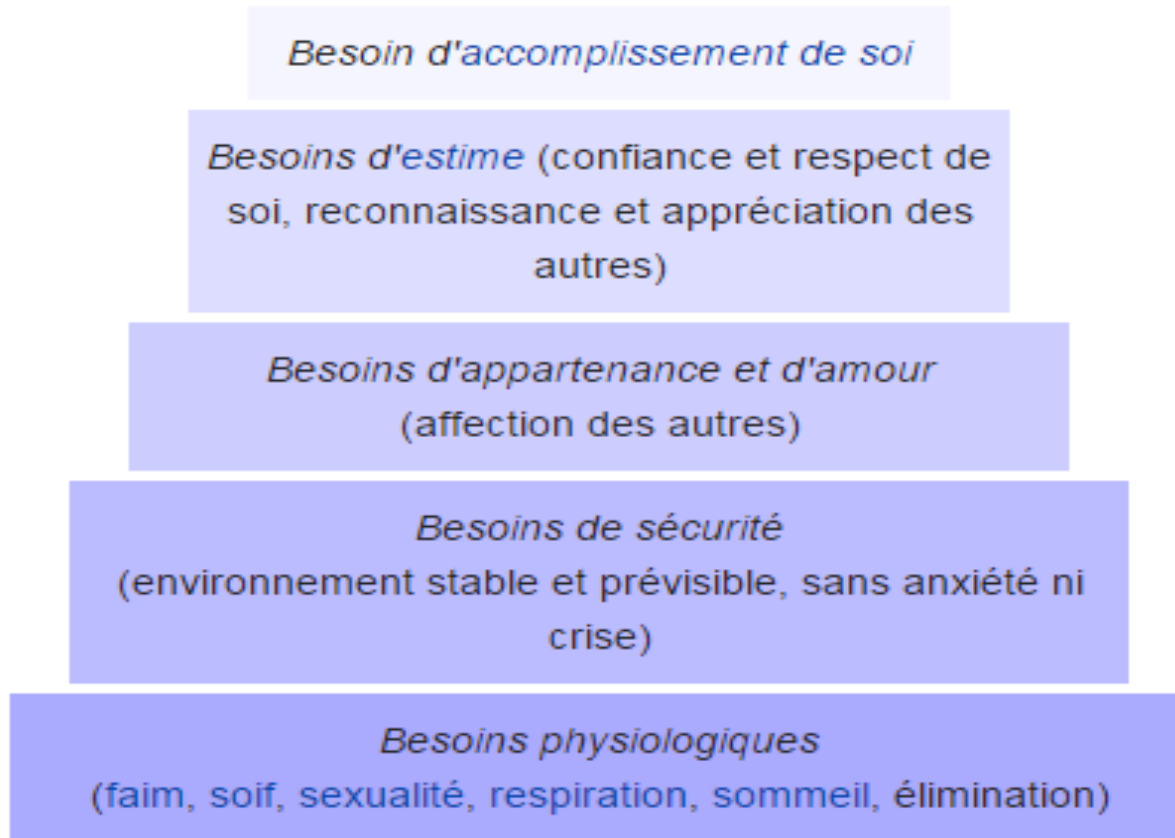 Besoin d'accomplissement de soi
Besoins d'estime (confiance et respect de
soi, reconnaissance et appréciation des
autres)
Besoins d'appartenance et d'amour
(affection des autres)
Besoins de sécurité
(environnement stable et prévisible, sans anxiété ni
crise)
Besoins physiologiques
(faim, soif, sexualité, respiration, sommeil, élimination)